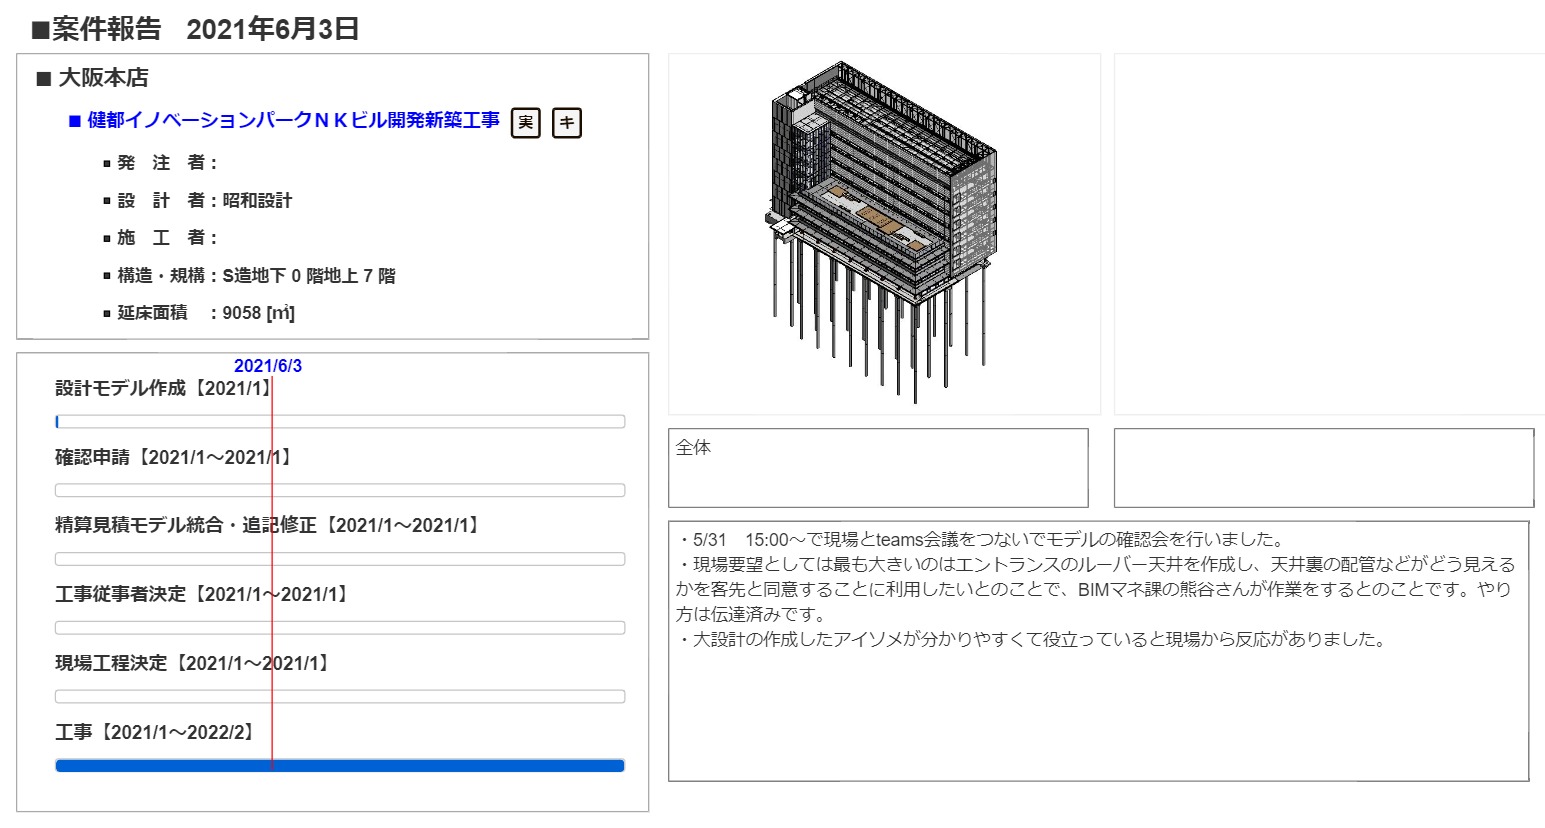 ■案件報告　2021年6月3日
■ 大阪本店
■ 健都イノベーションパークＮＫビル開発新築工事 実 キ
▪ 発　注　者：
▪ 設　計　者：昭和設計
▪ 施　工　者：
▪ 構造・規構：S造地下 0 階地上 7 階
▪ 延床面積　：9058 [㎡]
2021/6/3
設計モデル作成【2021/1】
確認申請【2021/1～2021/1】
精算見積モデル統合・追記修正【2021/1～2021/1】
工事従事者決定【2021/1～2021/1】
現場工程決定【2021/1～2021/1】
工事【2021/1～2022/2】
全体
・5/31　15:00～で現場とteams会議をつないでモデルの確認会を行いました。
・現場要望としては最も大きいのはエントランスのルーバー天井を作成し、天井裏の配管などがどう見える
かを客先と同意することに利用したいとのことで、BIMマネ課の熊谷さんが作業をするとのことです。やり
方は伝達済みです。
・大設計の作成したアイソメが分かりやすくて役立っていると現場から反応がありました。